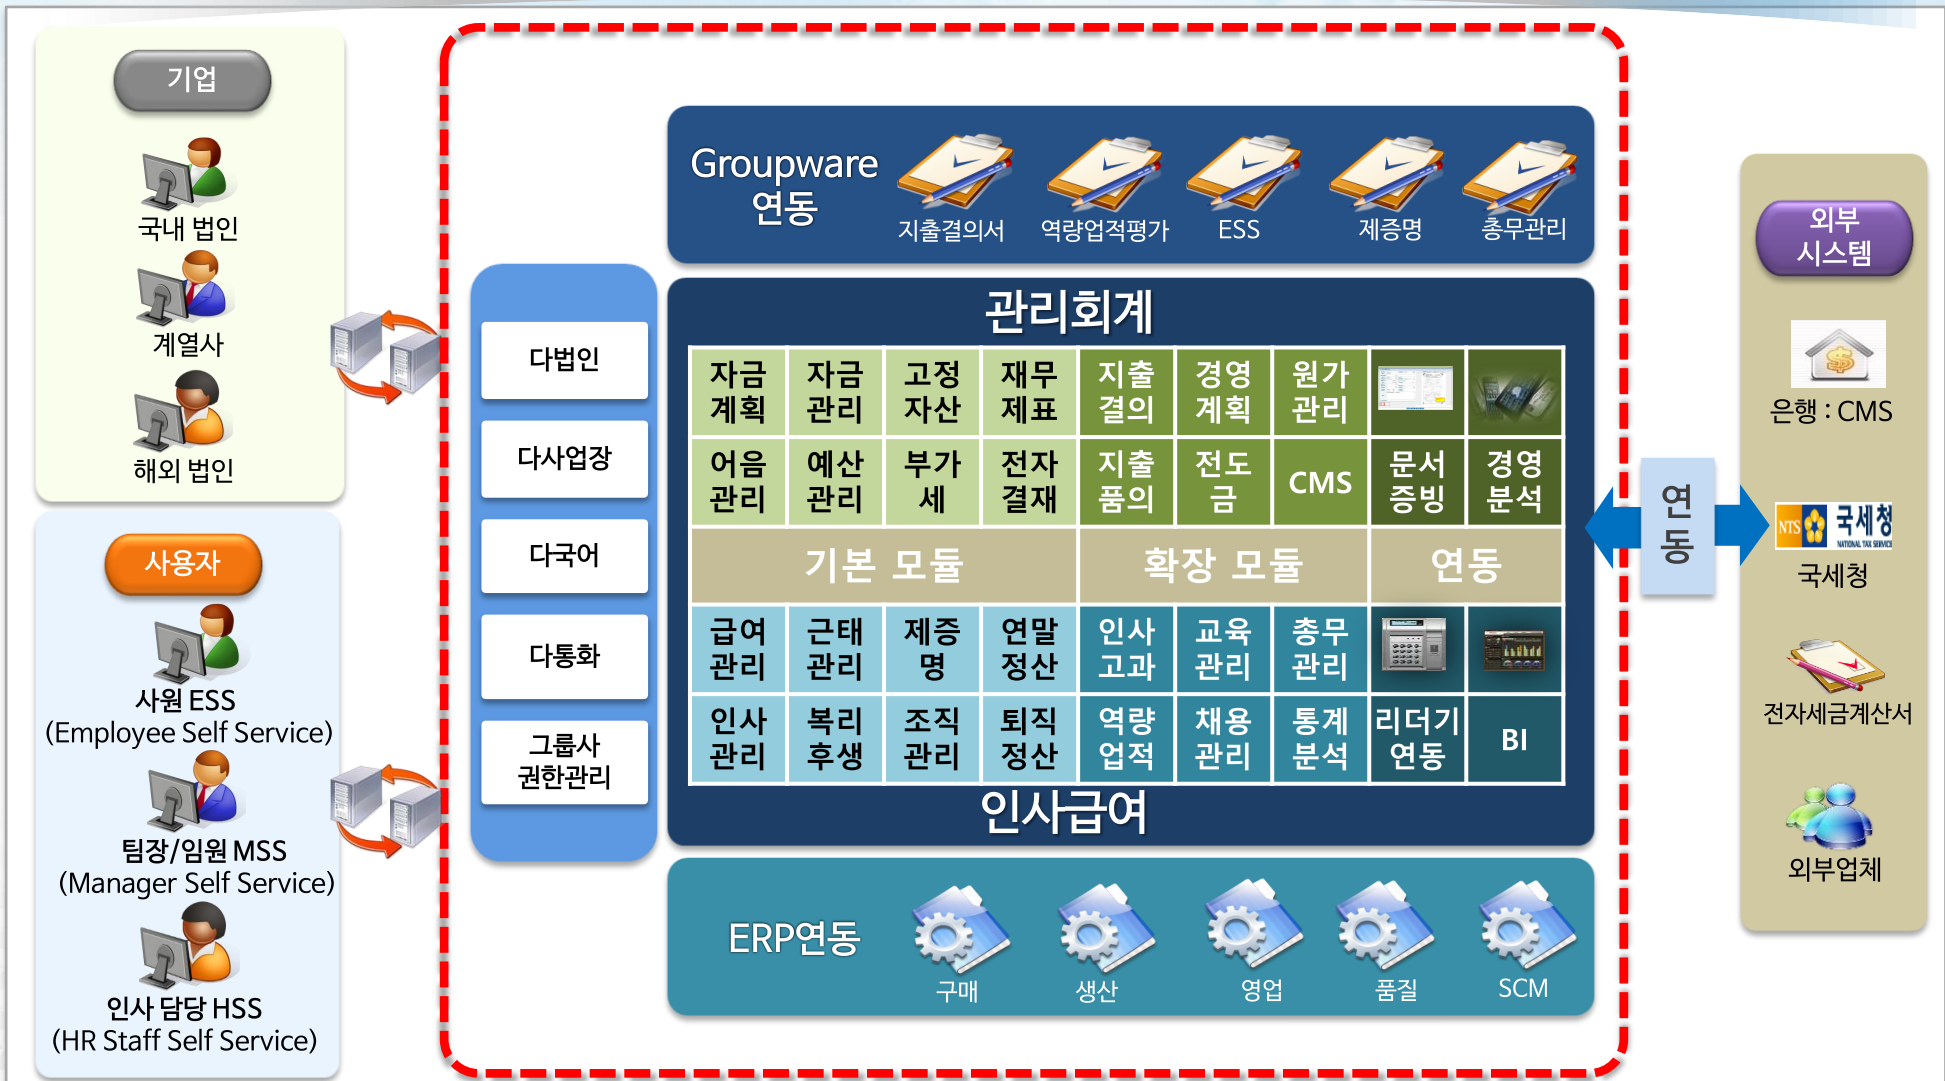 기업
국내 법인
계열사
해외 법인
사용자
사원 ESS
(Employee Self Service)
팀장/임원 MSS
(Manager Self Service)
인사 담당 HSS
(HR Staff Self Service)
다법인
다사업장
다국어
다통화
그룹사
권한관리
Groupware
연동
지출결의서
역량업적평가
ESS
제증명
총무관리
관리회계
자금
계획
자금
관리
고정
자산
재무
제표
지출
결의
경영
계획
원가
관리
어음
관리
예산
관리
부가
세
전자
결재
지출
품의
전도
금
CMS
문서
증빙
경영
분석
기본 모듈
확장 모듈
연동
급여
관리
근태
관리
제증
명
연말
정산
인사
고과
교육
관리
총무
관리
인사
관리
복리
후생
조직
관리
퇴직
정산
역량
업적
채용
관리
통계
분석
리더기
연동
BI
인사급여
ERP연동
구매
생산
영업
품질
SCM
연
동
외부
시스템
은행 : CMS
NTS 국세청
NATIONAL TAX SERVICE
국세청
전자세금계산서
외부업체